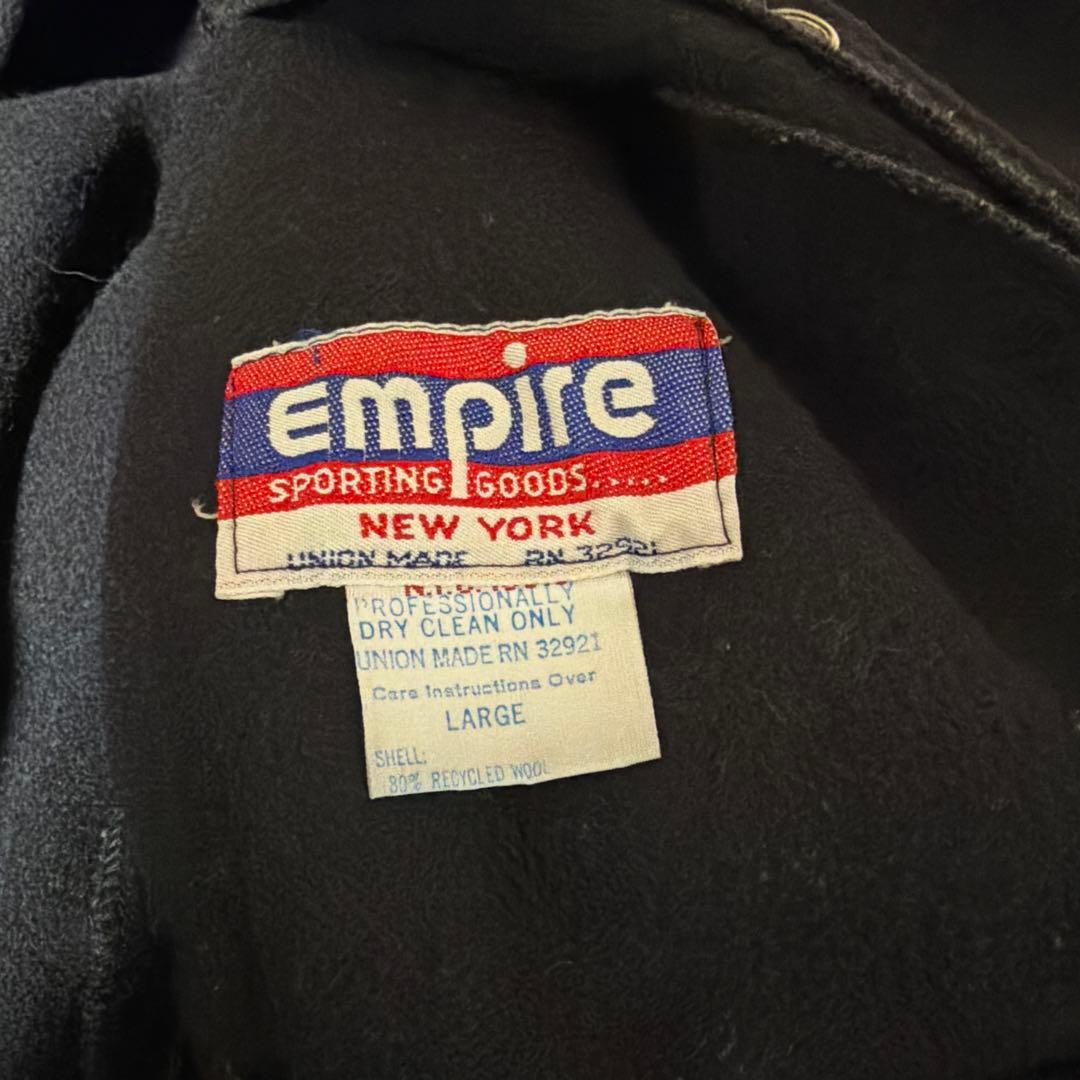 empire
SPORTING GOODS.....
NEW YORK
UNION MADE RN 32921
PROFESSIONALLY
DRY CLEAN ONLY
UNION MADE RN 32921
Care Instructions Over
LARGE
SHELL:
80% RECYCLED WOOL